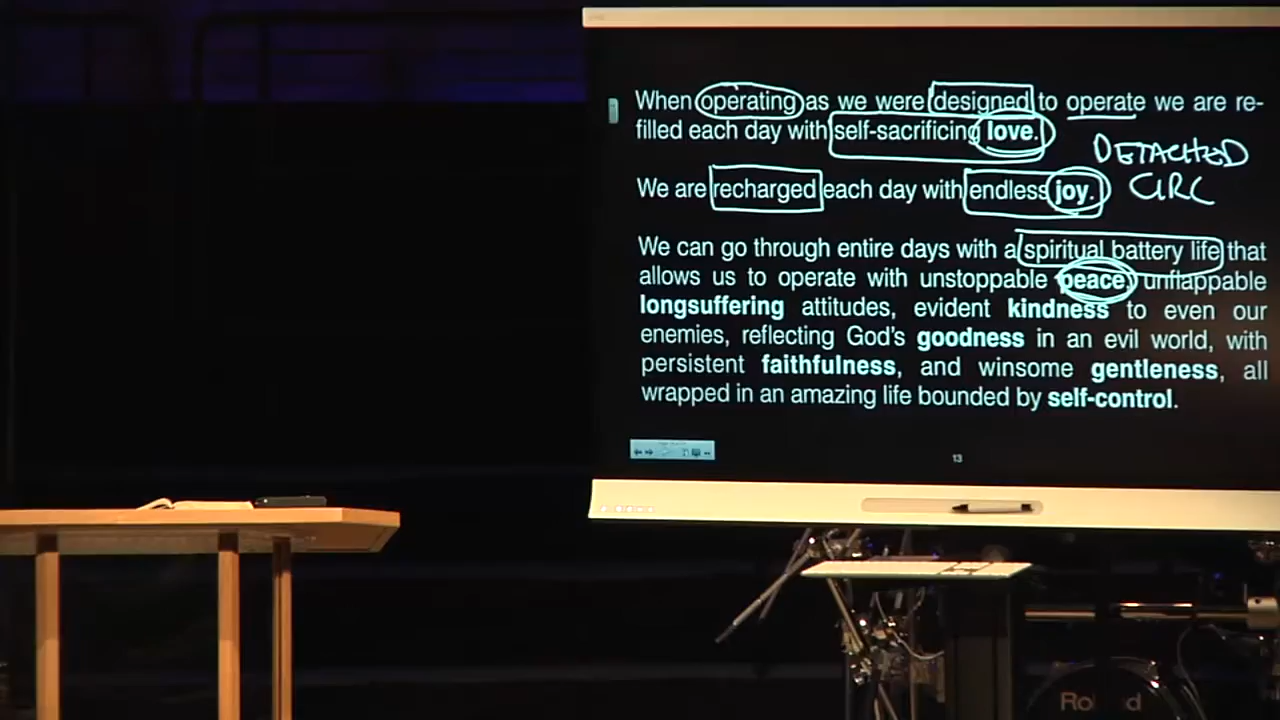 When operating as we were designed to operate we are re-
filled each day with self-sacrificing love.
DETACHED
CIRC
We are recharged each day with endless joy.
We can go through entire days with a spiritual battery life that
allows us to operate with unstoppable peace, unflappable
longsuffering attitudes, evident kindness to even our
enemies, reflecting God's goodness in an evil world, with
persistent faithfulness, and winsome gentleness, all
wrapped in an amazing life bounded by self-control.
13
Roland